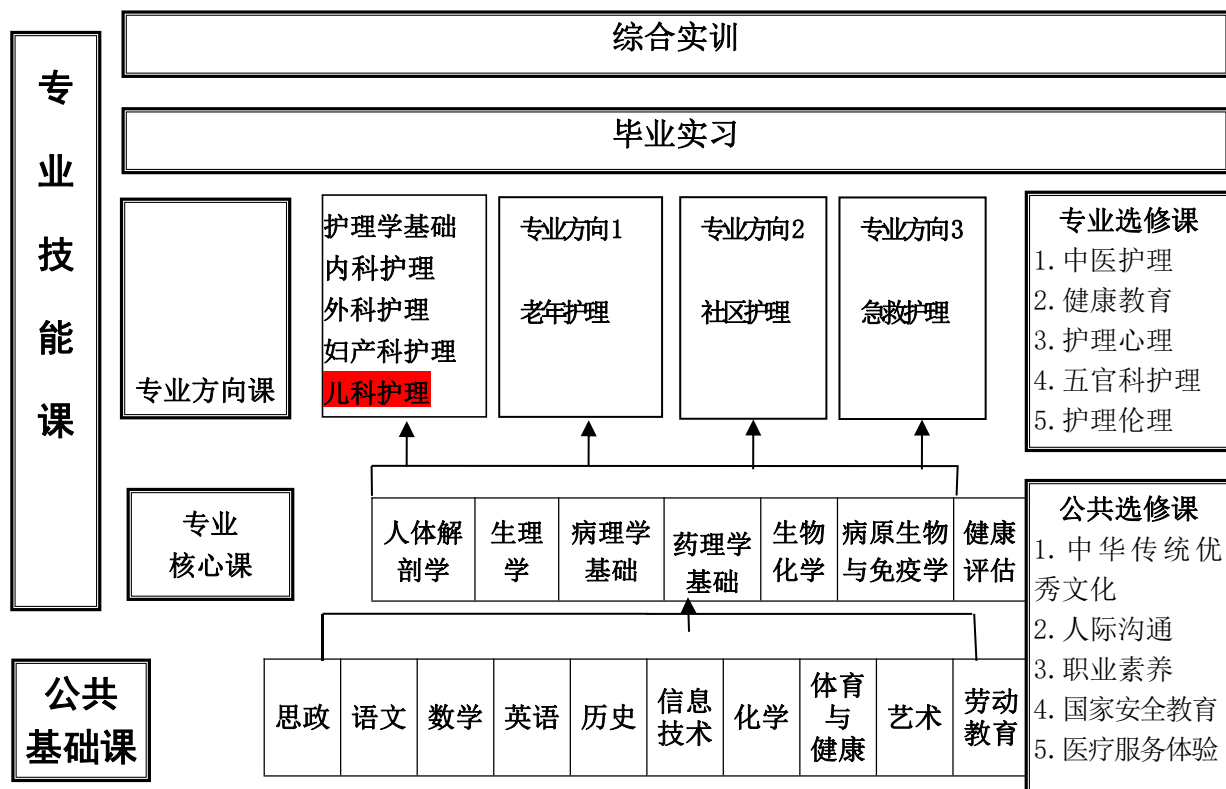 综合实训
毕业实习
专
业
技
能
课
专业方向课
护理学基础
内科护理
外科护理
妇产科护理
儿科护理
专业方向1
老年护理
专业方向2
社区护理
专业方向3
急救护理
专业选修课
1. 中医护理
2. 健康教育
3. 护理心理
4. 五官科护理
5. 护理伦理
专业
核心课
人体解
剖学
生理
学
病理学
基础
药理学
基础
生物
化学
病原生物
与免疫学
健康
评估
公共选修课
1. 中华传统优
秀文化
2. 人际沟通
3. 职业素养
4. 国家安全教育
5. 医疗服务体验
公共
基础课
思政
语文
数学
英语
历史
信息
技术
化学
体育
与
健康
艺术
劳动
教育